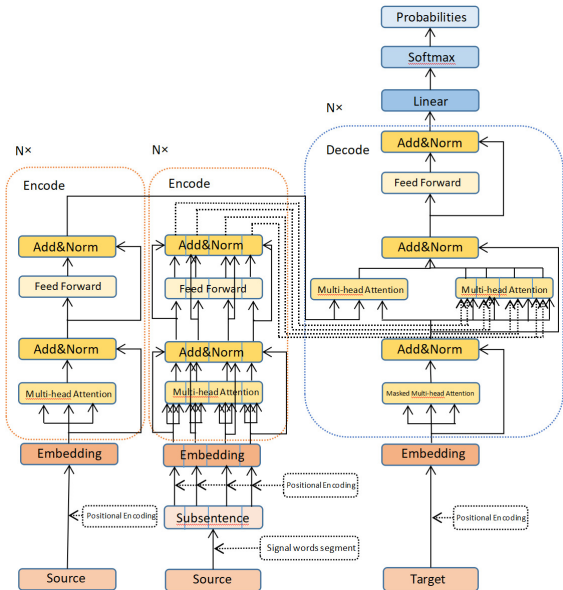 Probabilities
Softmax
Linear
N×
Decode
Add&Norm
Feed Forward
Add&Norm
Multi-head Attention
Multi-head Attention
Add&Norm
Masked Multi-head Attention
Embedding
Positional Encoding
Target
N×
Encode
Add&Norm
Feed Forward
Add&Norm
Multi-head Attention
Embedding
Positional Encoding
Source
N×
Encode
Add&Norm
Feed Forward
Add&Norm
Multi-head Attention
Embedding
Positional Encoding
Subsentence
Signal words segment
Source